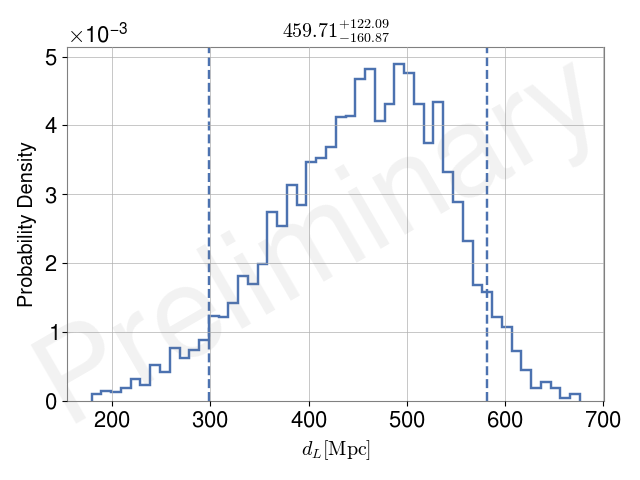 ×10⁻³
459.71^{+122.09}_{-160.87}
5
4
3
2
1
0
Probability Density
Preliminary
200 300 400 500 600 700
d_L[Mpc]